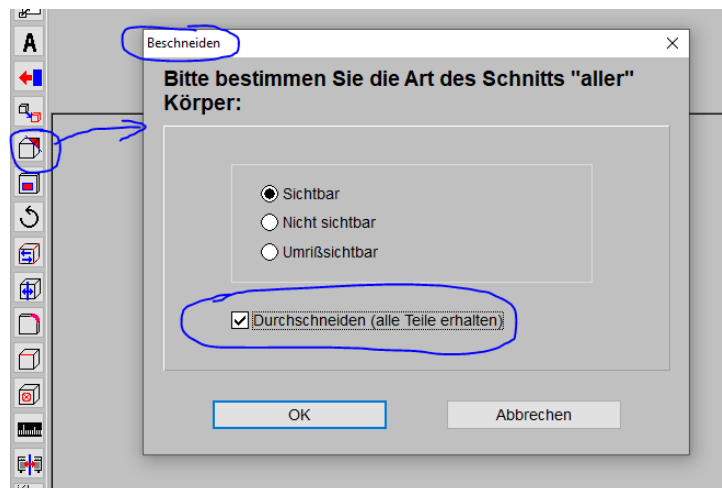 A
Beschneiden
Bitte bestimmen Sie die Art des Schnitts "aller"
Körper:
Sichtbar
Nicht sichtbar
Umrißsichtbar
Durchschneiden (alle Teile erhalten)
OK
Abbrechen